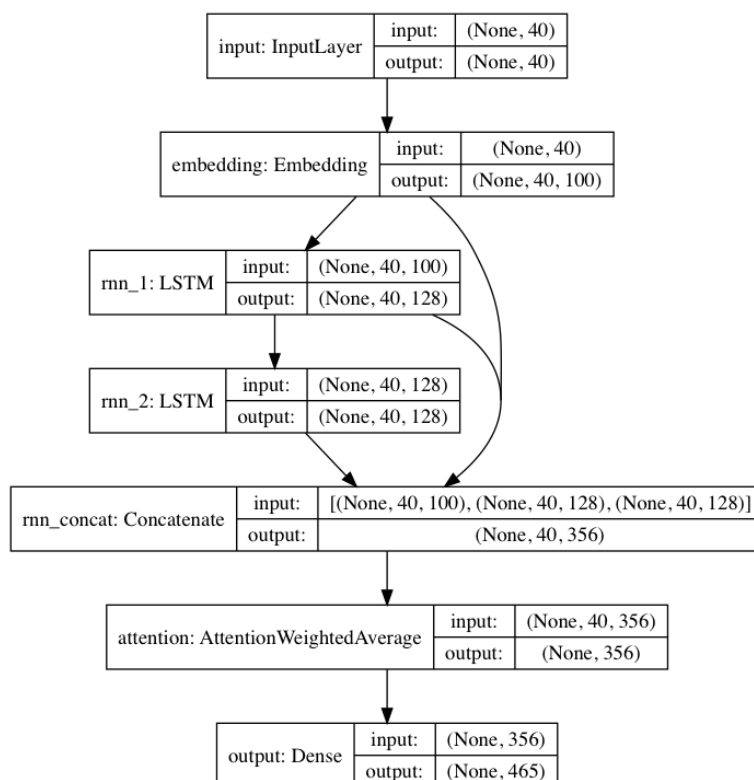 input: InputLayer
input: (None, 40)
output: (None, 40)
embedding: Embedding
input: (None, 40)
output: (None, 40, 100)
rnn_1: LSTM
input: (None, 40, 100)
output: (None, 40, 128)
rnn_2: LSTM
input: (None, 40, 128)
output: (None, 40, 128)
rnn_concat: Concatenate
input: [(None, 40, 100), (None, 40, 128), (None, 40, 128)]
output: (None, 40, 356)
attention: AttentionWeightedAverage
input: (None, 40, 356)
output: (None, 356)
output: Dense
input: (None, 356)
output: (None, 465)